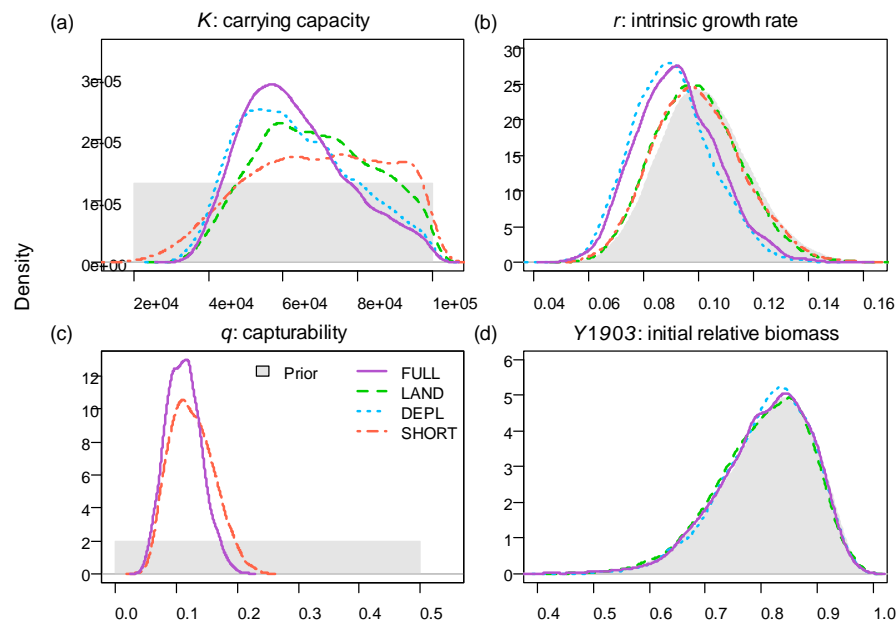 (a) K: carrying capacity
(b) r: intrinsic growth rate
3e-05
2e-05
1e-05
0e+00
2e+04 4e+04 6e+04 8e+04 1e+05
30
25
20
15
10
5
0
0.04 0.06 0.08 0.10 0.12 0.14 0.16
Density
(c) q: capturability
(d) Y1903: initial relative biomass
12
10
8
6
4
2
0
Prior
FULL
LAND
DEPL
SHORT
0.0 0.1 0.2 0.3 0.4 0.5
6
5
4
3
2
1
0
0.4 0.5 0.6 0.7 0.8 0.9 1.0